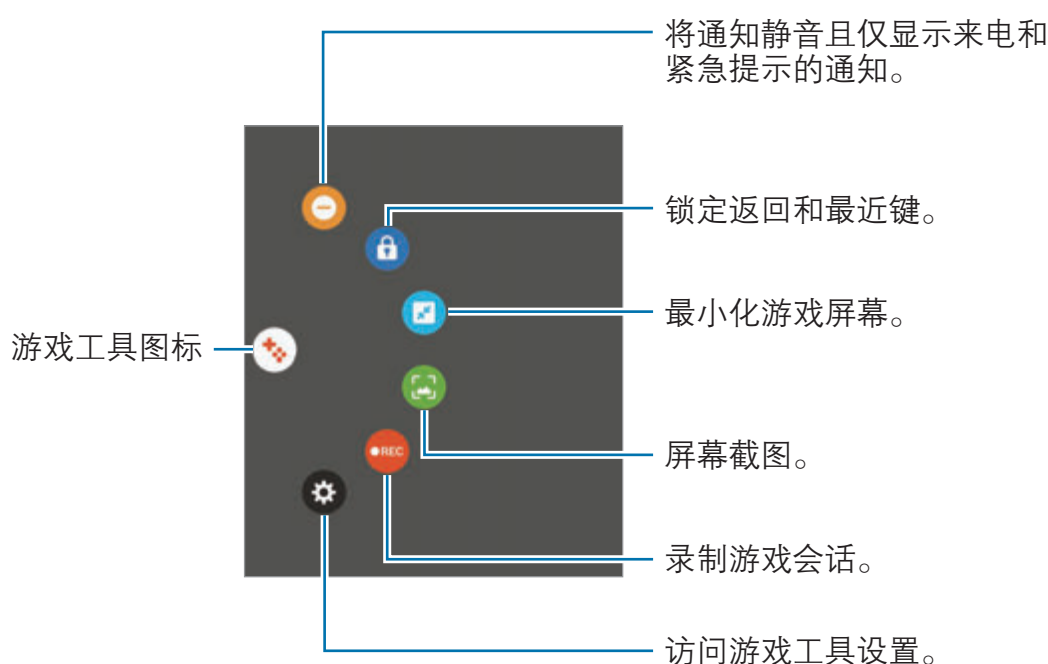 将通知静音且仅显示来电和
紧急提示的通知。
锁定返回和最近键。
最小化游戏屏幕。
游戏工具图标
屏幕截图。
REC
录制游戏会话。
访问游戏工具设置。